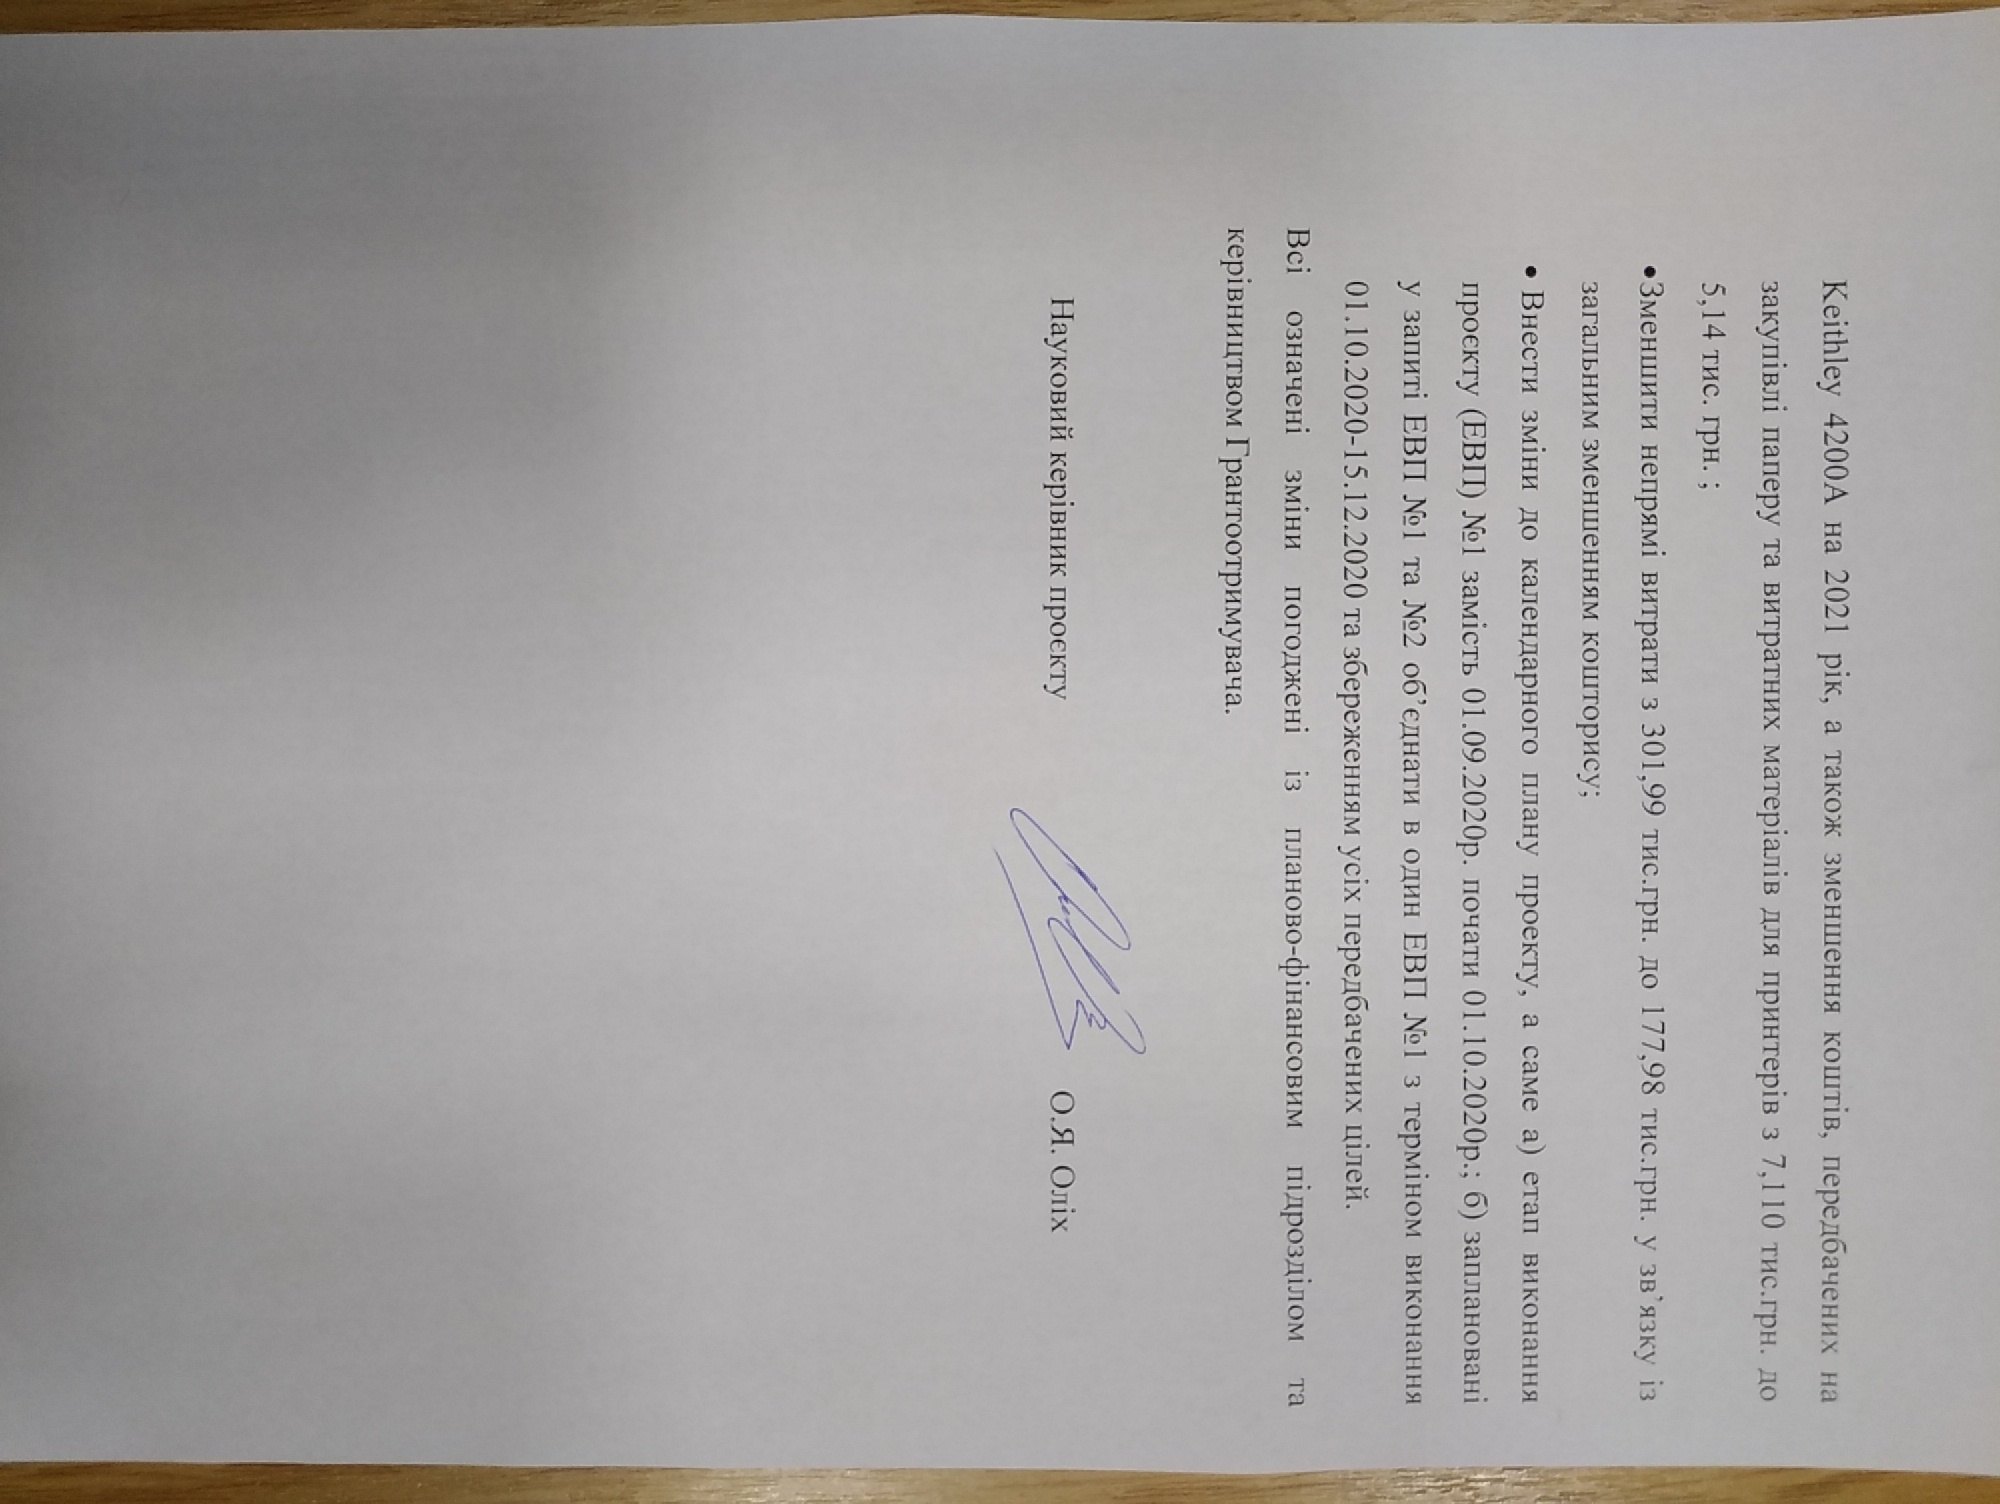 Keithley 4200A на 2021 рік, а також зменшення коштів, передбачених на
закупівлі паперу та витратних матеріалів для принтерів з 7,110 тис.грн. до
5,14 тис. грн. ;
•Зменшити непрямі витрати з 301,99 тис.грн. до 177,98 тис.грн. у зв’язку із
загальним зменшенням кошторису;
• Внести зміни до календарного плану проекту, а саме а) етап виконання
проєкту (ЕВП) №1 замість 01.09.2020р. почати 01.10.2020р.; б) заплановані
у запиті ЕВП №1 та №2 об’єднати в один ЕВП №1 з терміном виконання
01.10.2020-15.12.2020 та збереженням усіх передбачених цілей.
Всі означені зміни погоджені із планово-фінансовим підрозділом та
керівництвом Грантоотримувача.
Науковий керівник проєкту О.Я. Оліх